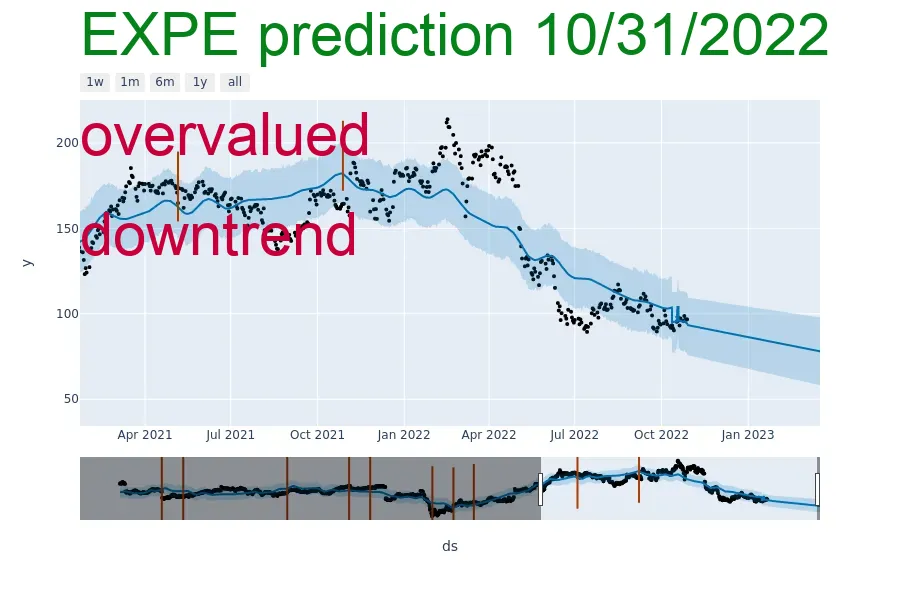 EXPE prediction 10/31/2022
1w 1m 6m 1y all
overvalued
downtrend
y
200
150
100
50
Apr 2021 Jul 2021 Oct 2021 Jan 2022 Apr 2022 Jul 2022 Oct 2022 Jan 2023
ds